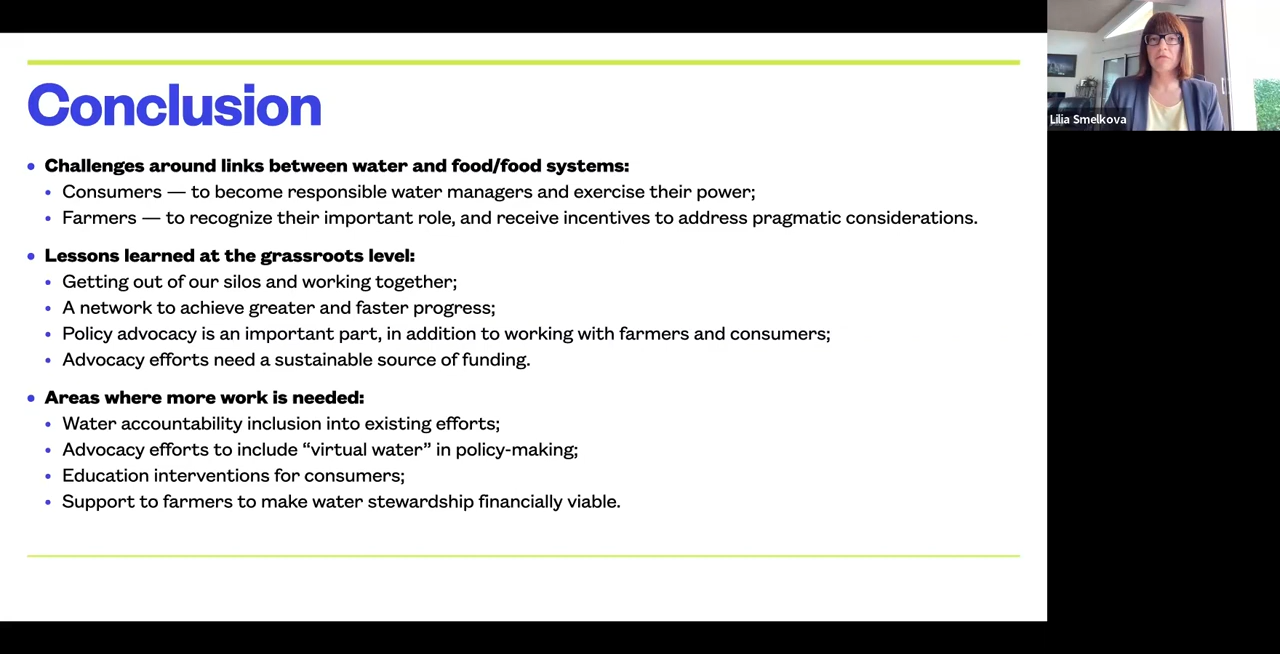 Conclusion
Challenges around links between water and food/food systems:
Consumers — to become responsible water managers and exercise their power;
Farmers — to recognize their important role, and receive incentives to address pragmatic considerations.
Lessons learned at the grassroots level:
Getting out of our silos and working together;
A network to achieve greater and faster progress;
Policy advocacy is an important part, in addition to working with farmers and consumers;
Advocacy efforts need a sustainable source of funding.
Areas where more work is needed:
Water accountability inclusion into existing efforts;
Advocacy efforts to include “virtual water” in policy-making;
Education interventions for consumers;
Support to farmers to make water stewardship financially viable.
Lilia Smelkova